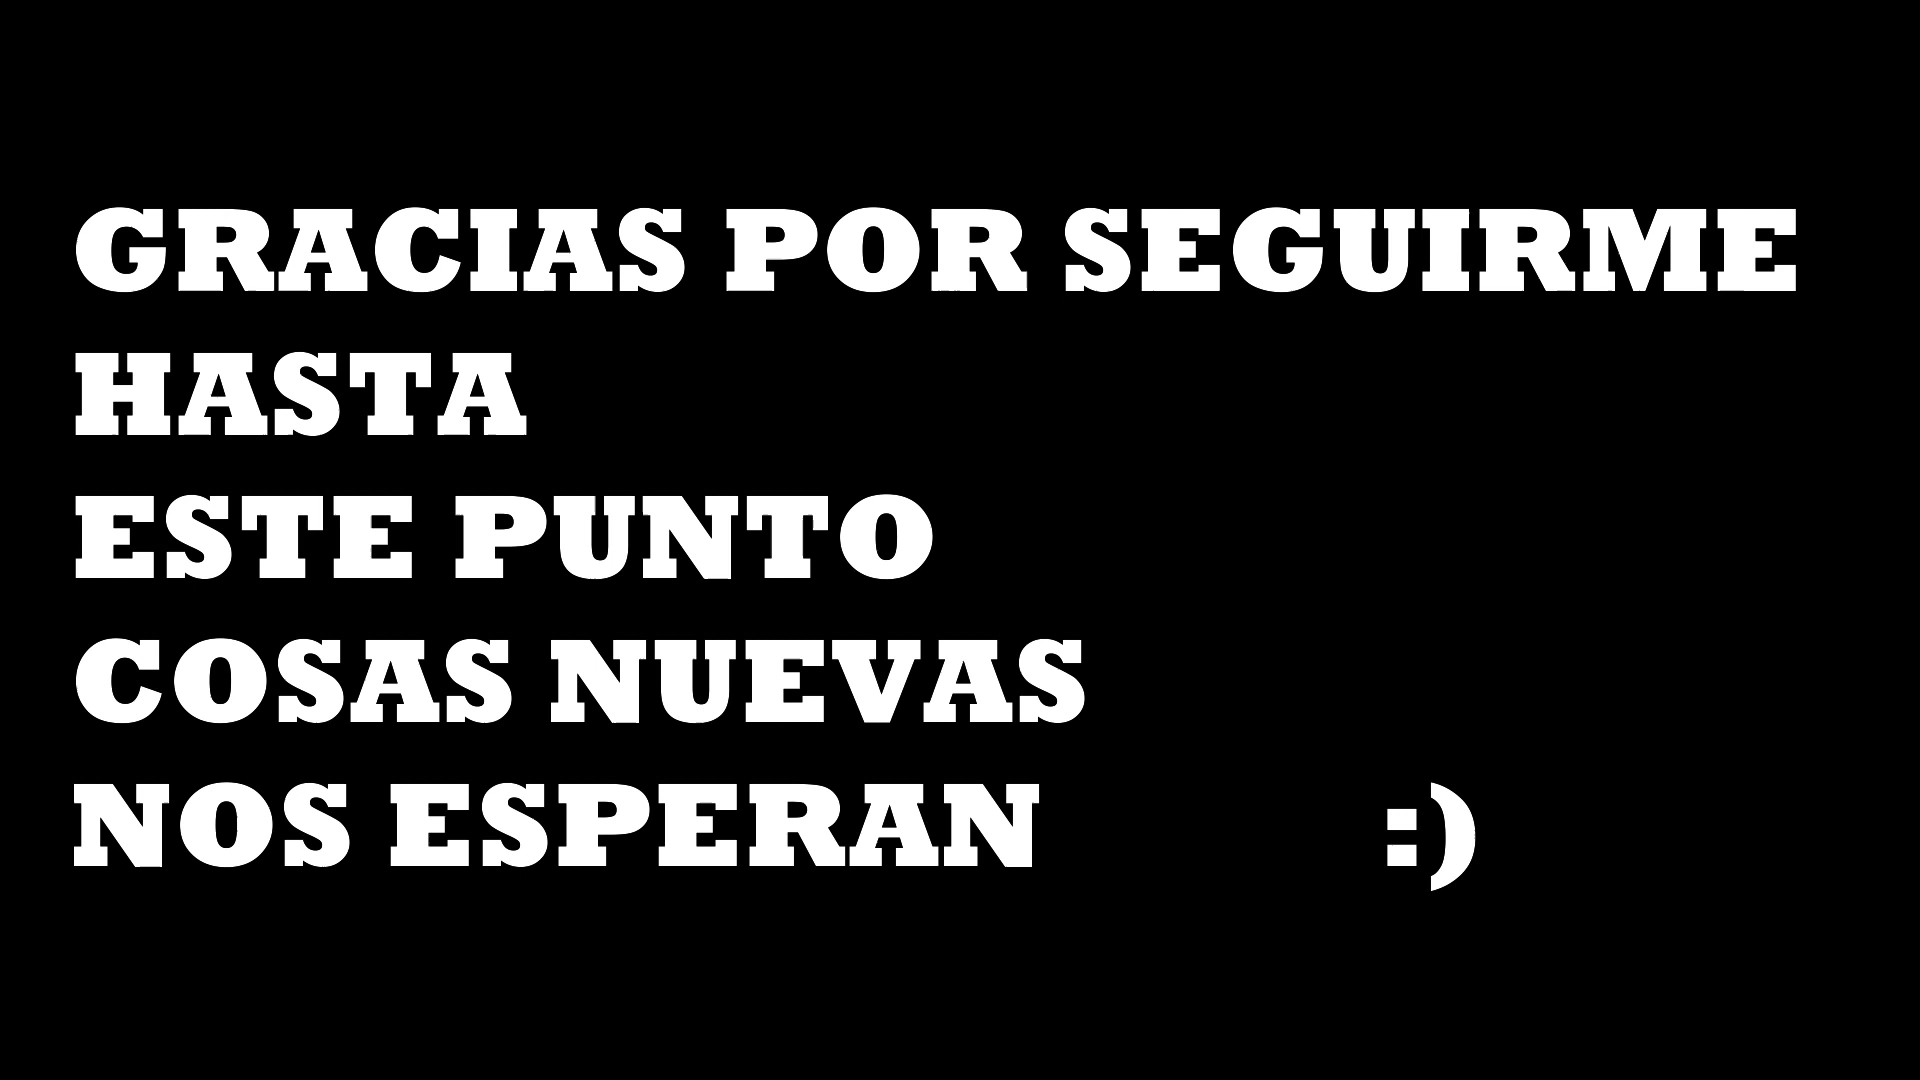 GRACIAS POR SEGUIRME
HASTA
ESTE PUNTO
COSAS NUEVAS
NOS ESPERAN :)